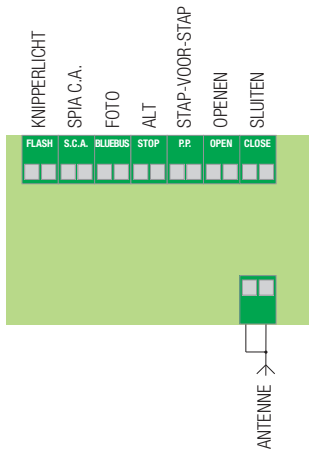 KNIPPERLICHT
SPIA C.A.
FOTO
ALT
STAP-VOOR-STAP
OPENEN
SLUITEN
FLASH
S.C.A.
BLUEBUS
STOP
P.P.
OPEN
CLOSE
ANTENNE